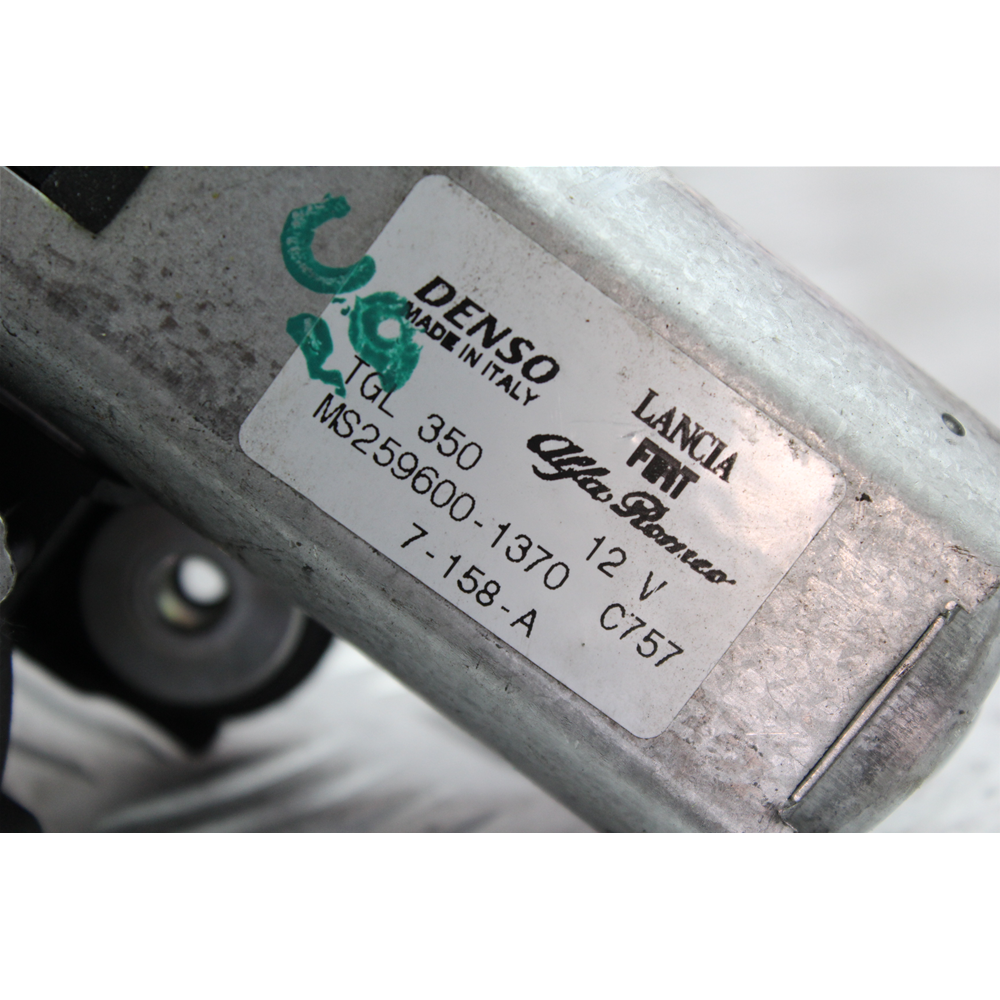 DENSO
MADE IN ITALY
LANCIA
FIAT
Alfa Romeo
TGL 350 12 V
MS259600-1370 C757
7-158-A